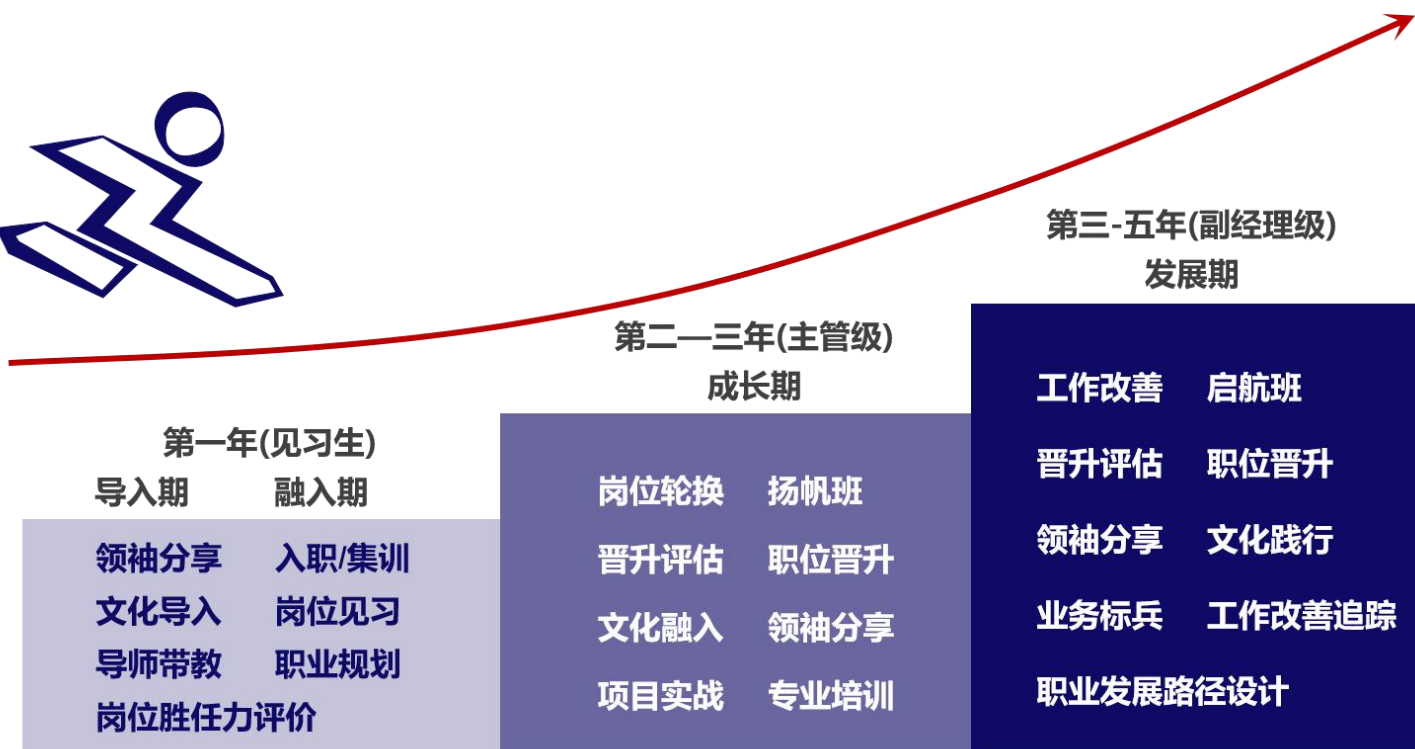 第一年(见习生)
导入期 融入期
领袖分享 入职/集训
文化导入 岗位见习
导师带教 职业规划
岗位胜任力评价
第二—三年(主管级)
成长期
岗位轮换 扬帆班
晋升评估 职位晋升
文化融入 领袖分享
项目实战 专业培训
第三-五年(副经理级)
发展期
工作改善 启航班
晋升评估 职位晋升
领袖分享 文化践行
业务标兵 工作改善追踪
职业发展路径设计